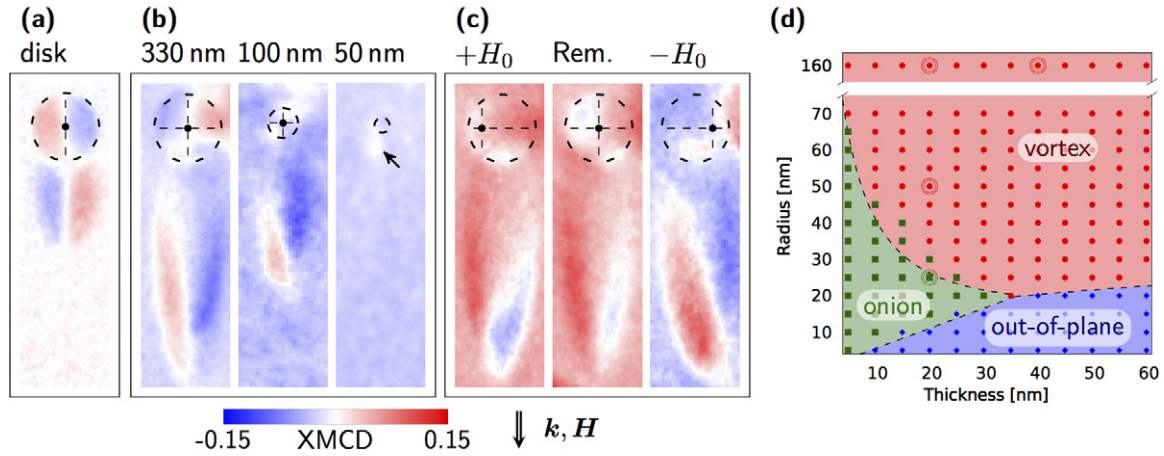 (a) (b) (c) (d)
disk 330 nm 100 nm 50 nm +H₀ Rem. −H₀
160
70
60
50
40
30
20
10
Radius [nm]
vortex
onion
out-of-plane
10 20 30 40 50 60
Thickness [nm]
-0.15 XMCD 0.15
⇓ k, H